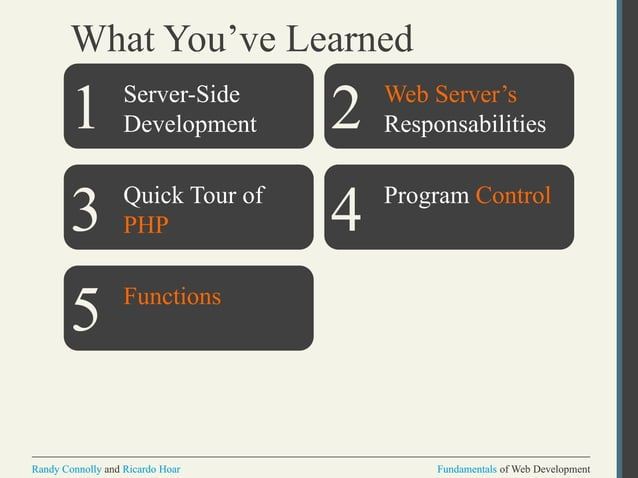 What You’ve Learned
1
Server-Side
Development
2
Web Server’s
Responsabilities
3
Quick Tour of
PHP
4
Program Control
5
Functions
Randy Connolly and Ricardo Hoar
Fundamentals of Web Development